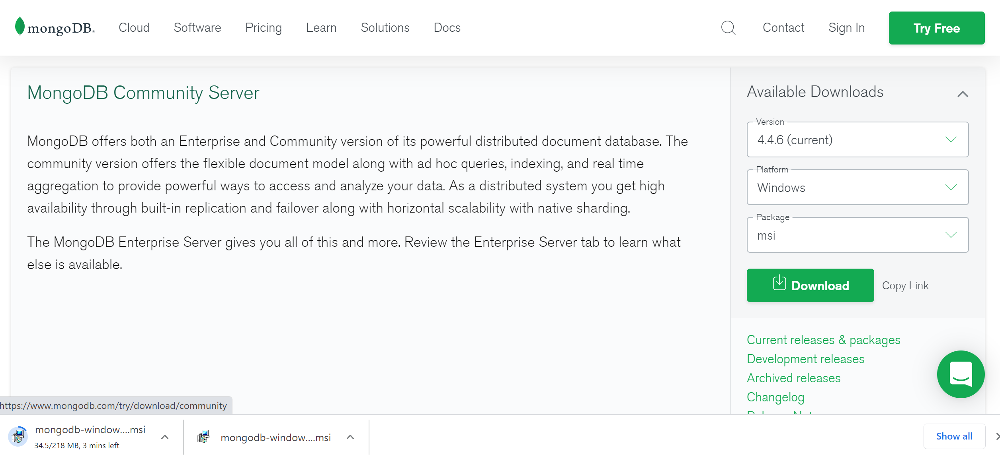 mongoDB®
Cloud
Software
Pricing
Learn
Solutions
Docs
Contact
Sign In
Try Free
MongoDB Community Server
MongoDB offers both an Enterprise and Community version of its powerful distributed document database. The
community version offers the flexible document model along with ad hoc queries, indexing, and real time
aggregation to provide powerful ways to access and analyze your data. As a distributed system you get high
availability through built-in replication and failover along with horizontal scalability with native sharding.
The MongoDB Enterprise Server gives you all of this and more. Review the Enterprise Server tab to learn what
else is available.
Available Downloads
Version
4.4.6 (current)
Platform
Windows
Package
msi
Download
Copy Link
Current releases & packages
Development releases
Archived releases
Changelog
https://www.mongodb.com/try/download/community
mongodb-window....msi
34.5/218 MB, 3 mins left
mongodb-window....msi
Show all